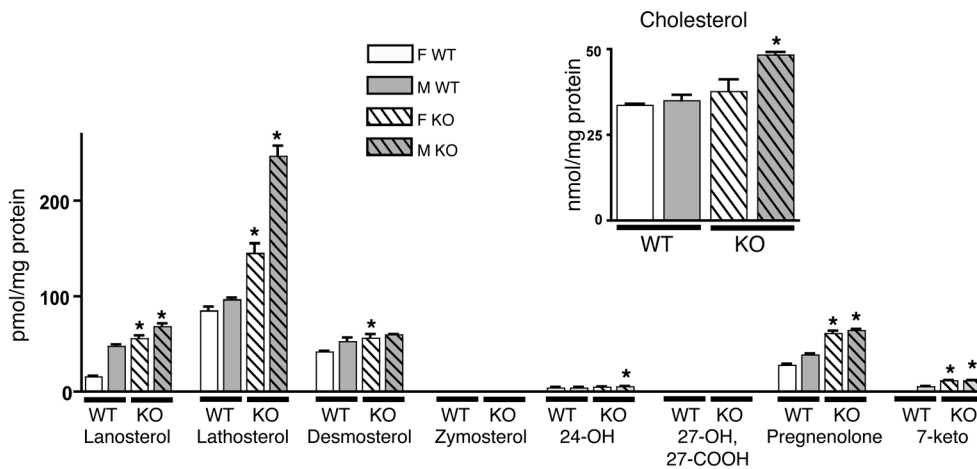 Cholesterol
F WT
M WT
F KO
M KO
nmol/mg protein
50
25
0
*
WT KO
pmol/mg protein
200
100
0
* * * * * * * * * *
WT KO WT KO WT KO WT KO WT KO WT KO WT KO WT KO
Lanosterol Lathosterol Desmosterol Zymosterol 24-OH 27-OH, Pregnenolone 7-keto
27-COOH